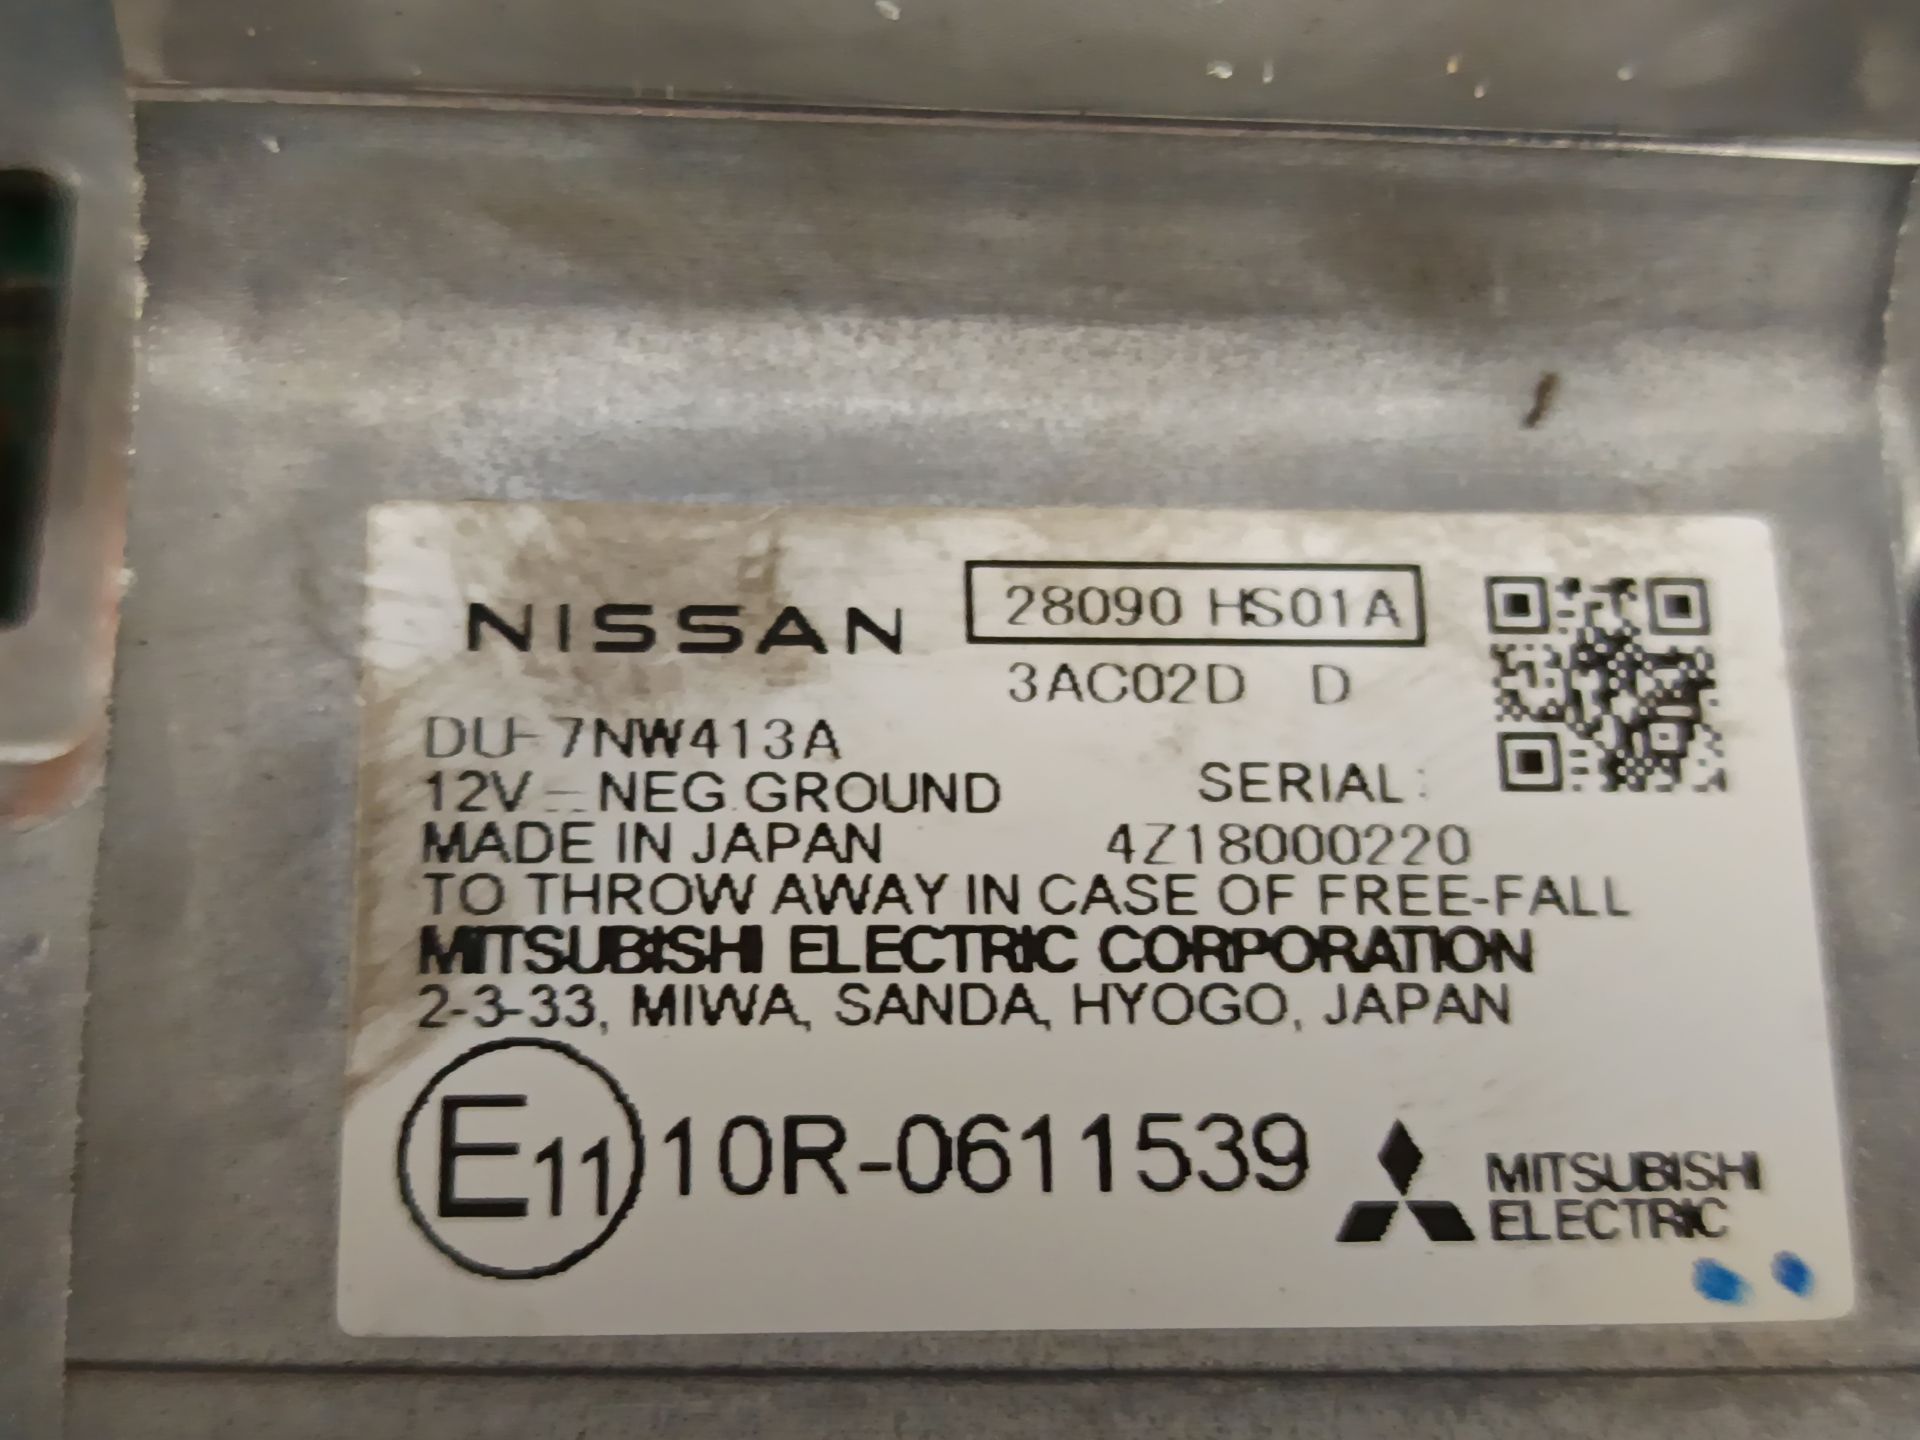 NISSAN
28090 HS01A
3AC02D D
DU-7NW413A
12V NEG.GROUND
SERIAL:
MADE IN JAPAN
4Z18000220
TO THROW AWAY IN CASE OF FREE-FALL
MITSUBISHI ELECTRIC CORPORATION
2-3-33, MIWA, SANDA, HYOGO, JAPAN
E11 10R-0611539
MITSUBISHI
ELECTRIC